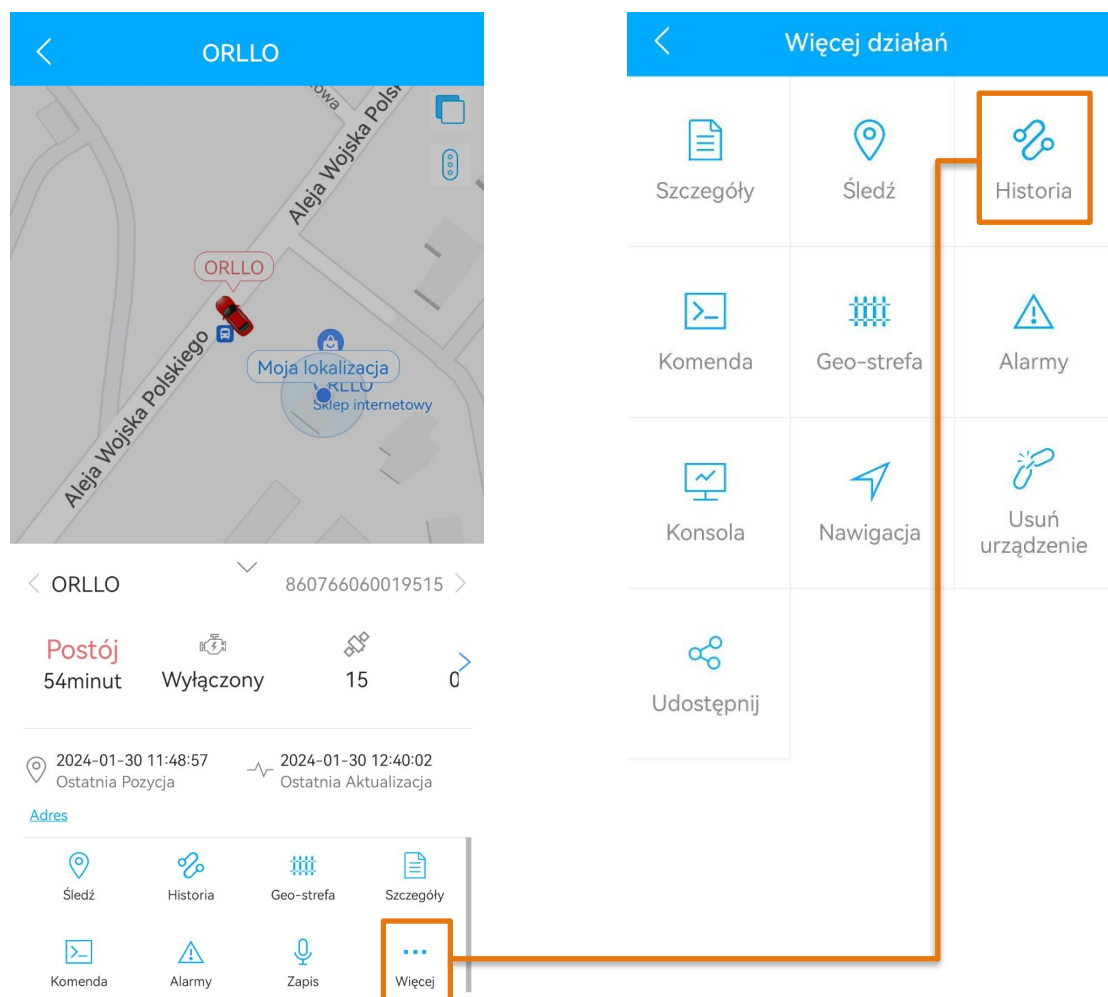 ORLLO
Aleja Wojska Polsk
ORLLO
Moja lokalizacja
ORLLO
Sklep internetowy
Aleja Wojska Polskiego
ORLLO
860766060019515
Postój
54minut
Wyłączony
15
0
2024-01-30 11:48:57
Ostatnia Pozycja
2024-01-30 12:40:02
Ostatnia Aktualizacja
Adres
Śledź
Historia
Geo-strefa
Szczegóły
Komenda
Alarmy
Zapis
Więcej
Więcej działań
Szczegóły
Śledź
Historia
Komenda
Geo-strefa
Alarmy
Konsola
Nawigacja
Usuń
urządzenie
Udostępnij